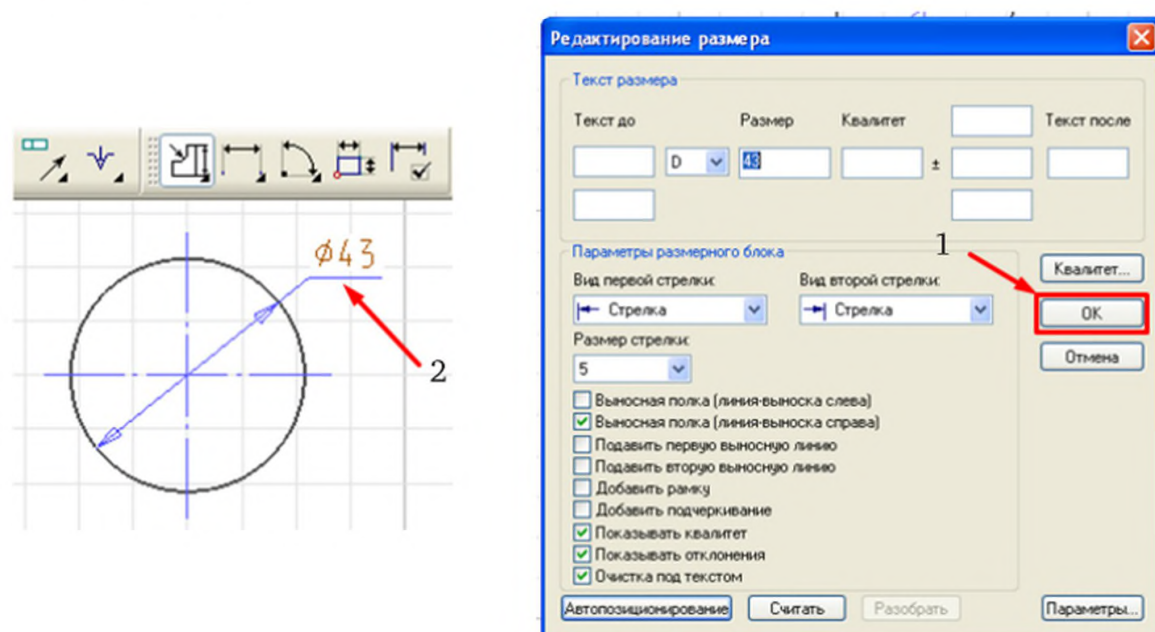 ϕ43
2
Редактирование размера
Текст размера
Текст до Размер Квалитет Текст после
D 43 ±
Параметры размерного блока
1
Вид первой стрелки: Вид второй стрелки:
Стрелка Стрелка
Размер стрелки:
5
Выносная полка (линия-выноска слева)
Выносная полка (линия-выноска справа)
Подавить первую выносную линию
Подавить вторую выносную линию
Добавить рамку
Добавить подчеркивание
Показывать квалитет
Показывать отклонения
Очистка под текстом
Квалитет...
OK
Отмена
Автопозиционирование Считать Разобрать Параметры...